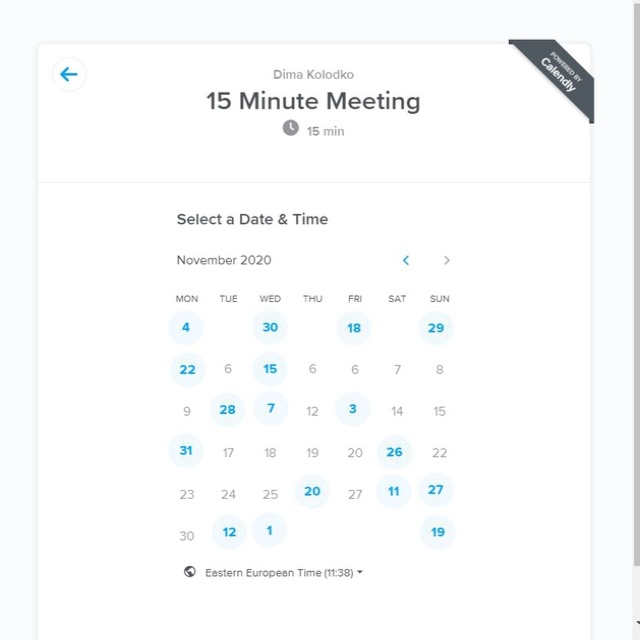 Dima Kolodko
15 Minute Meeting
15 min
POWERED BY
Calendly
Select a Date & Time
November 2020
MON TUE WED THU FRI SAT SUN
4 30 18 29
22 6 15 6 6 7 8
9 28 7 12 3 14 15
31 17 18 19 20 26 22
23 24 25 20 27 11 27
30 12 1 19
Eastern European Time (11:38)